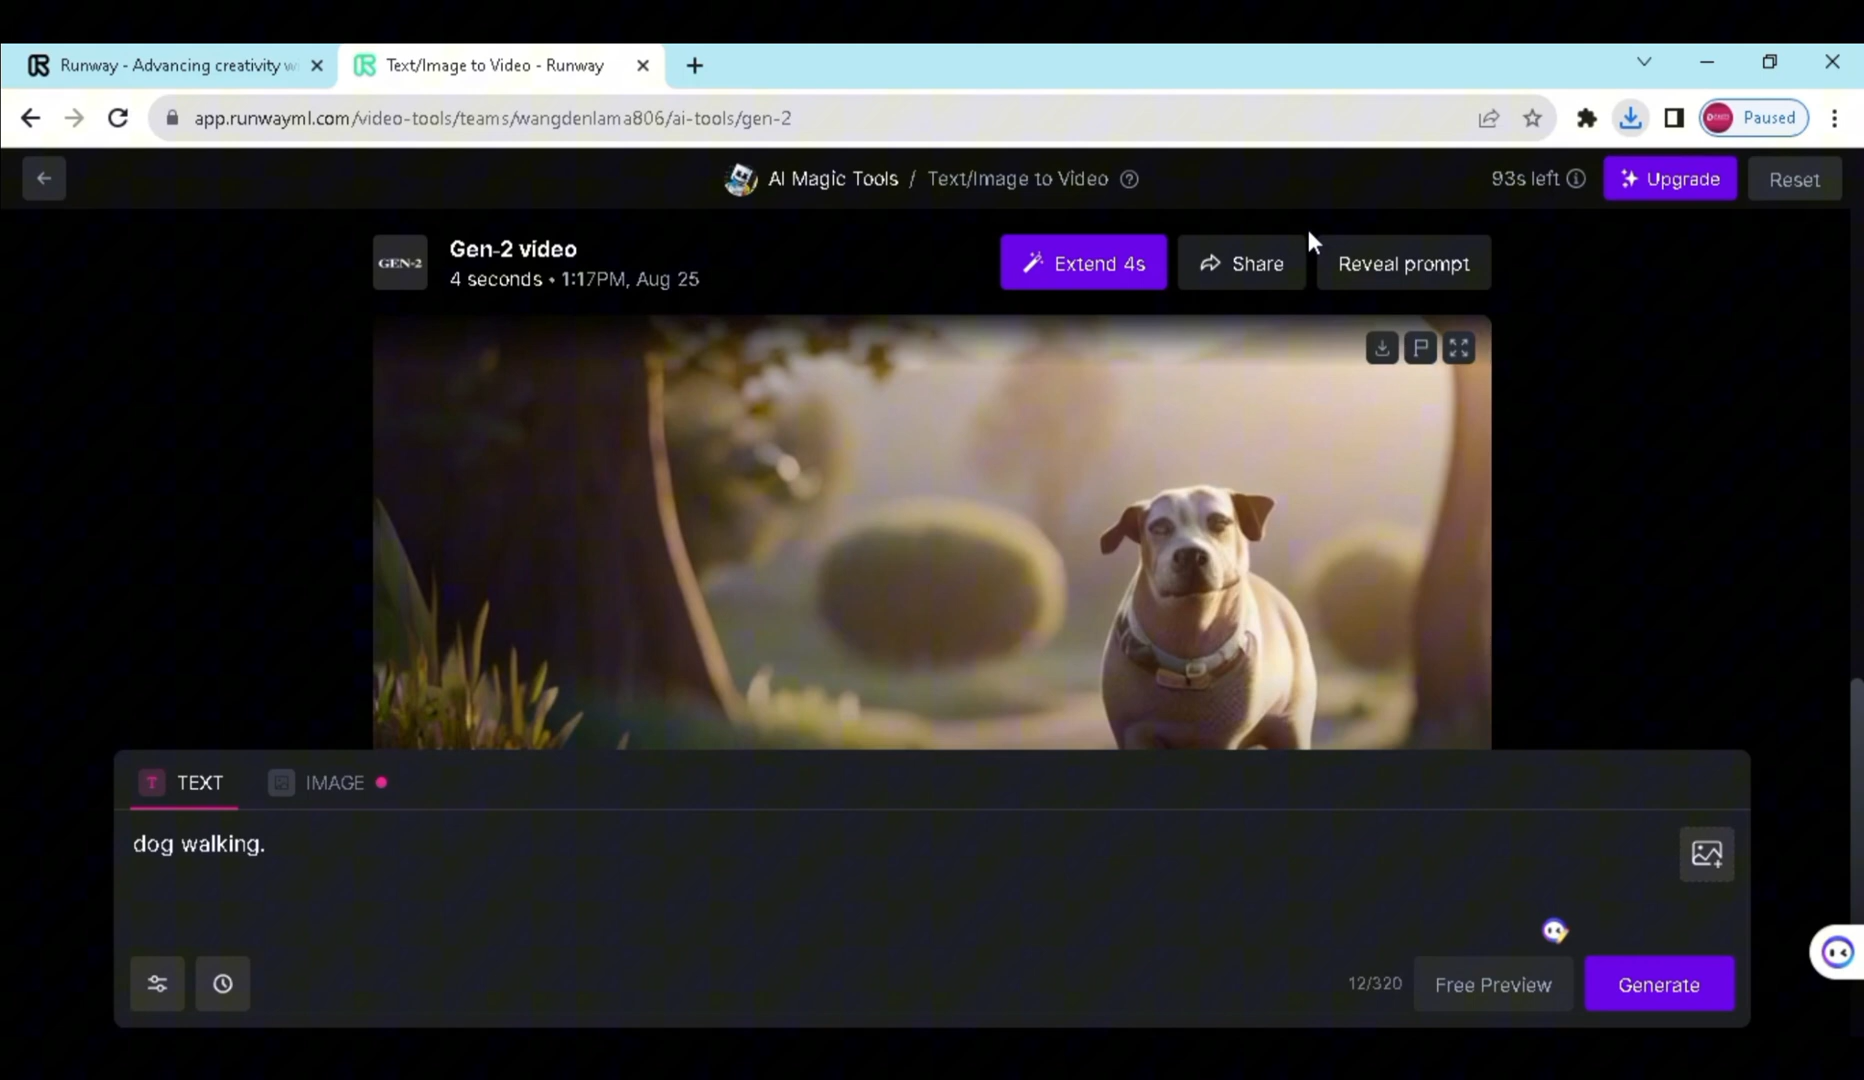 Runway - Advancing creativity w
Text/Image to Video - Runway
app.runwayml.com/video-tools/teams/wangdenlama806/ai-tools/gen-2
Paused
AI Magic Tools / Text/Image to Video
93s left
Upgrade
Reset
GEN-2
Gen-2 video
4 seconds • 1:17PM, Aug 25
Extend 4s
Share
Reveal prompt
TEXT
IMAGE
dog walking.
12/320
Free Preview
Generate